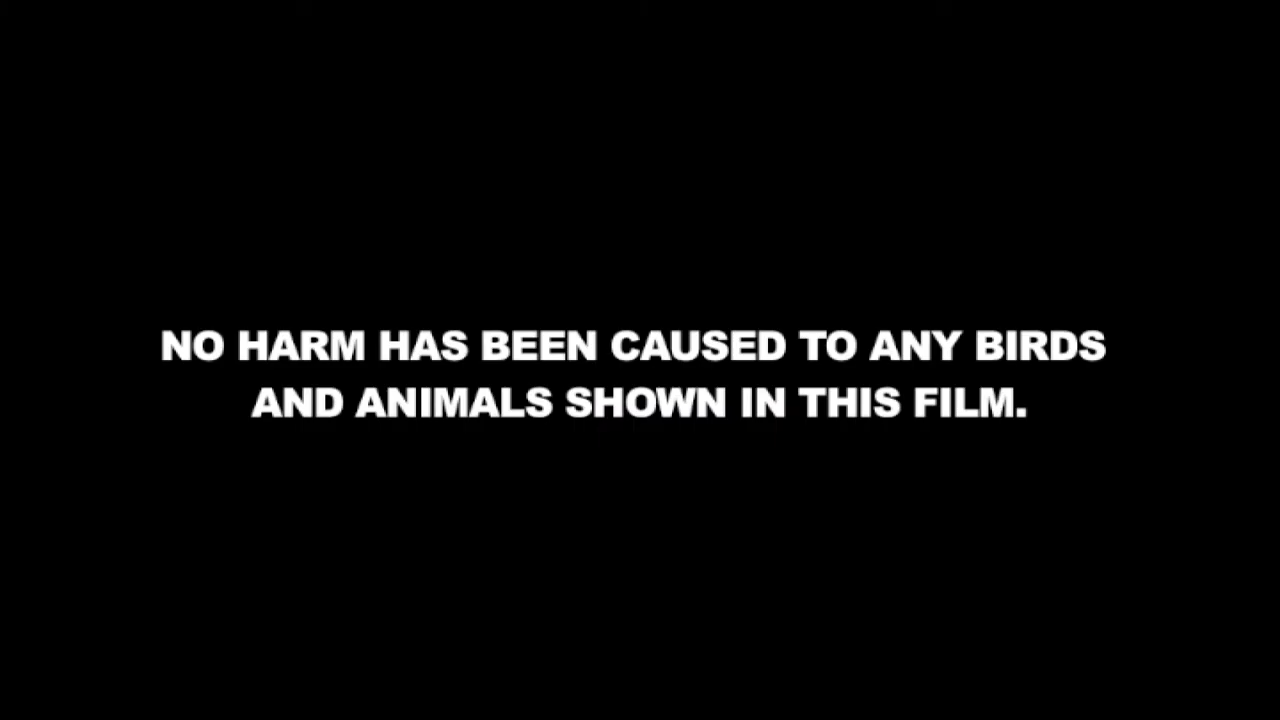 NO HARM HAS BEEN CAUSED TO ANY BIRDS
AND ANIMALS SHOWN IN THIS FILM.